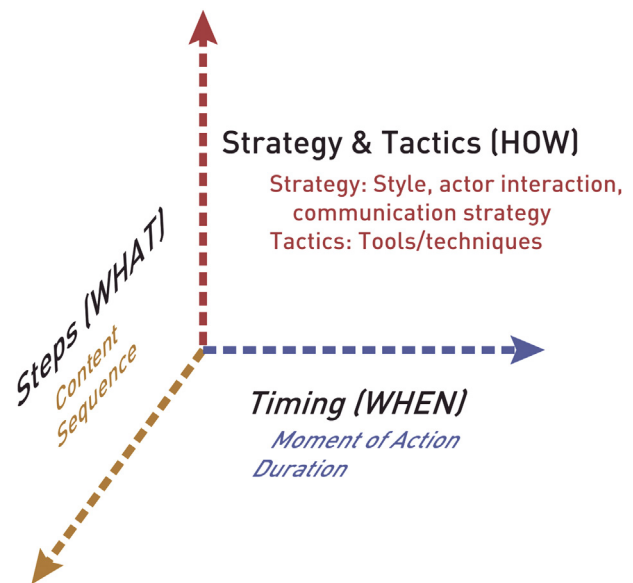 Strategy & Tactics (HOW)
Strategy: Style, actor interaction,
communication strategy
Tactics: Tools/techniques
Steps (WHAT)
Content
Sequence
Timing (WHEN)
Moment of Action
Duration